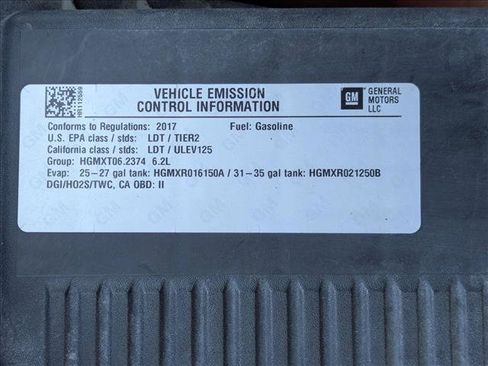 VEHICLE EMISSION
CONTROL INFORMATION
GM GENERAL
MOTORS
LLC
Conforms to Regulations: 2017 Fuel: Gasoline
U.S. EPA class / stds: LDT / TIER2
California class / stds: LDT / ULEV125
Group: HGMXT06.2374 6.2L
Evap: 25-27 gal tank: HGMXR016150A / 31-35 gal tank: HGMXR021250B
DGI/HO2S/TWC, CA OBD: II